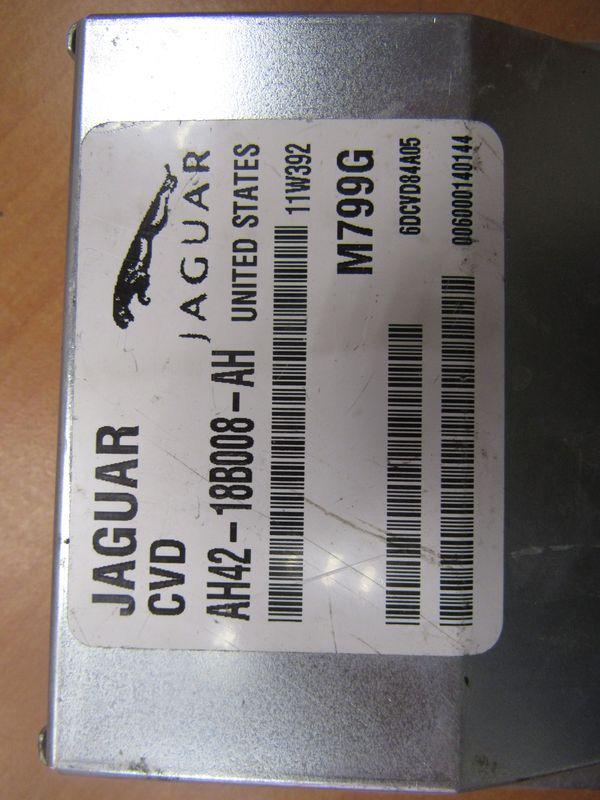 JAGUAR
JAGUAR
CVD
AH42-18B008-AH
UNITED STATES
11W392
M799G
6DCVD84A05
006000140144